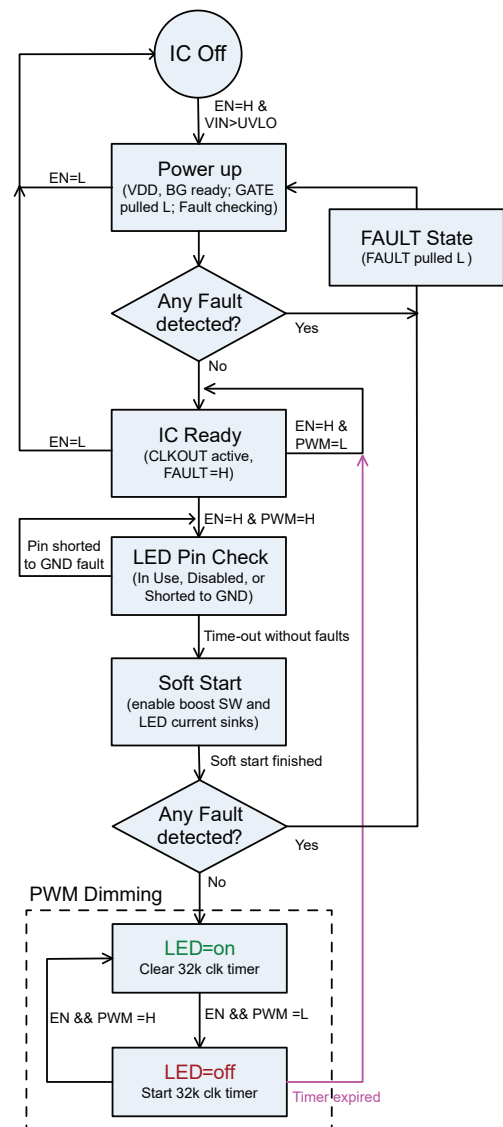 IC Off
EN=H &
VIN>UVLO
Power up
(VDD, BG ready; GATE
pulled L; Fault checking)
EN=L
FAULT State
(FAULT pulled L )
Any Fault
detected?
Yes
No
IC Ready
(CLKOUT active,
FAULT=H)
EN=L
EN=H &
PWM=L
EN=H & PWM=H
Pin shorted
to GND fault
LED Pin Check
(In Use, Disabled, or
Shorted to GND)
Time-out without faults
Soft Start
(enable boost SW and
LED current sinks)
Soft start finished
Any Fault
detected?
Yes
No
PWM Dimming
LED=on
Clear 32k clk timer
EN && PWM =H
EN && PWM =L
LED=off
Start 32k clk timer
Timer expired